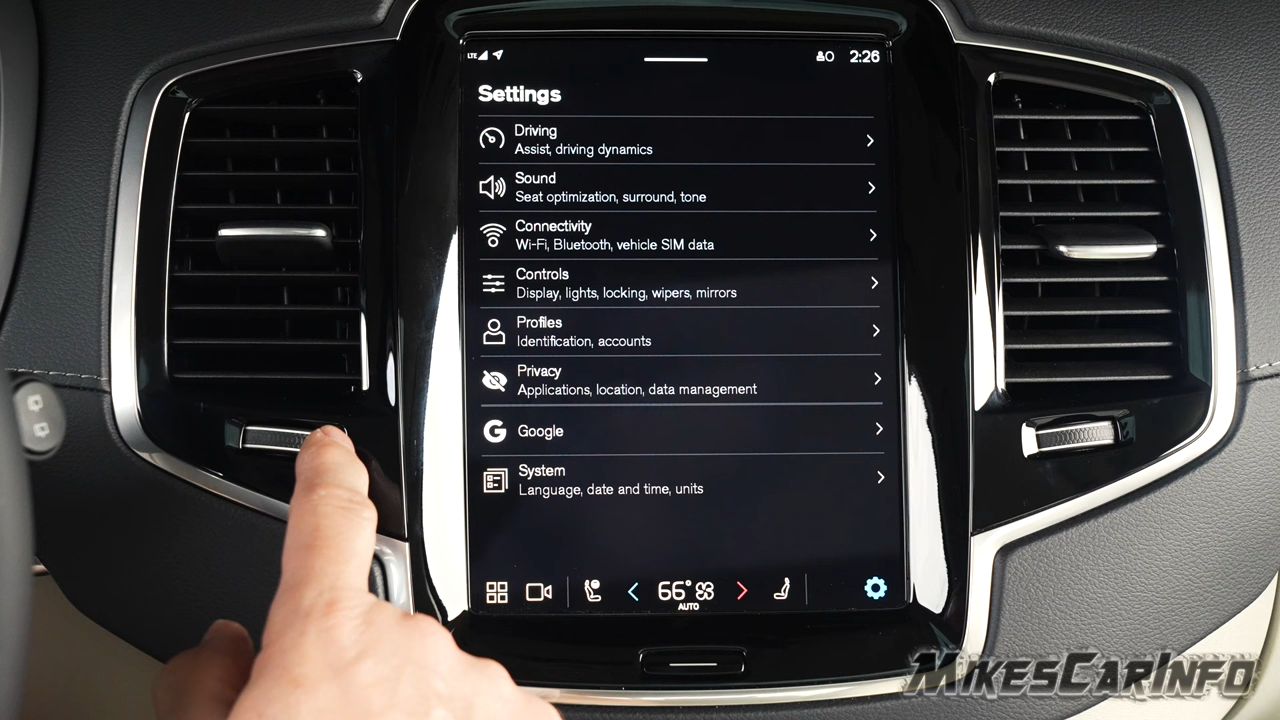 LTE
2:26
Settings
Driving
Assist, driving dynamics
Sound
Seat optimization, surround, tone
Connectivity
Wi-Fi, Bluetooth, vehicle SIM data
Controls
Display, lights, locking, wipers, mirrors
Profiles
Identification, accounts
Privacy
Applications, location, data management
G Google
System
Language, date and time, units
66°
AUTO
MikesCarInfo